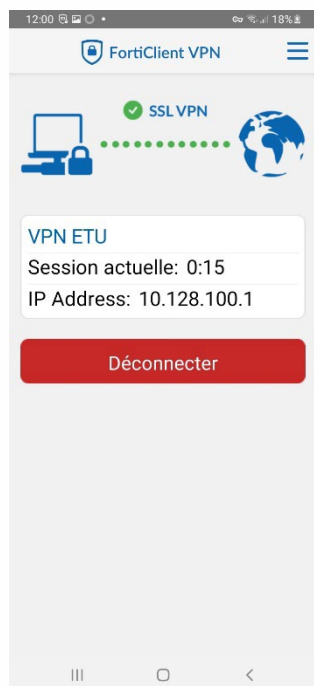 12:00 18%
FortiClient VPN
SSL VPN
VPN ETU
Session actuelle: 0:15
IP Address: 10.128.100.1
Déconnecter